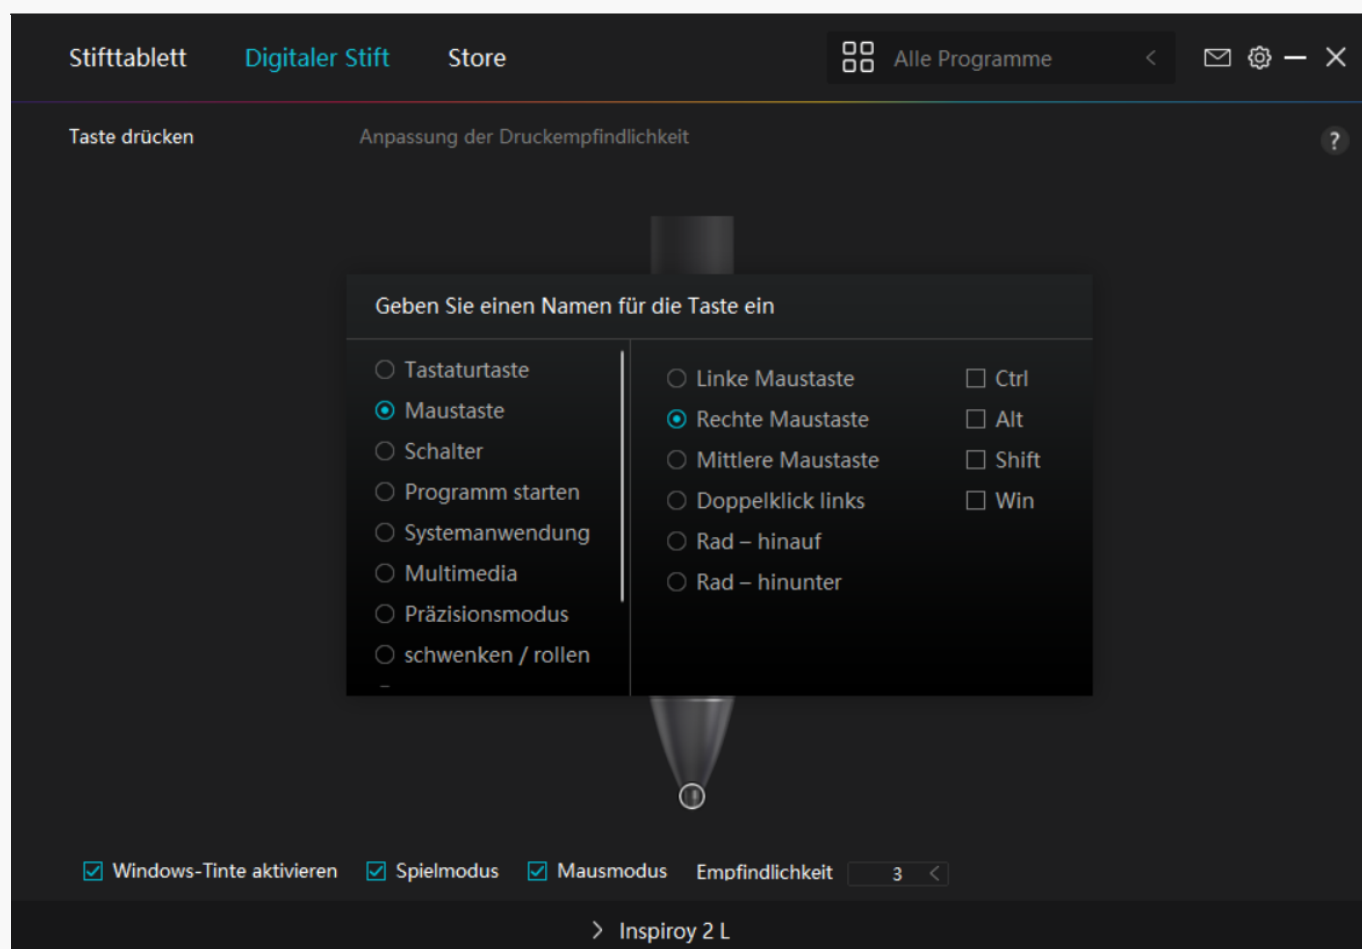 Stifttablett Digitaler Stift Store Alle Programme
Taste drücken Anpassung der Druckempfindlichkeit ?
Geben Sie einen Namen für die Taste ein
Tastaturtaste
Maustaste
Schalter
Programm starten
Systemanwendung
Multimedia
Präzisionsmodus
schwenken / rollen
Linke Maustaste Ctrl
Rechte Maustaste Alt
Mittlere Maustaste Shift
Doppelklick links Win
Rad – hinauf
Rad – hinunter
Windows-Tinte aktivieren Spielmodus Mausmodus Empfindlichkeit 3
Inspiroy 2 L